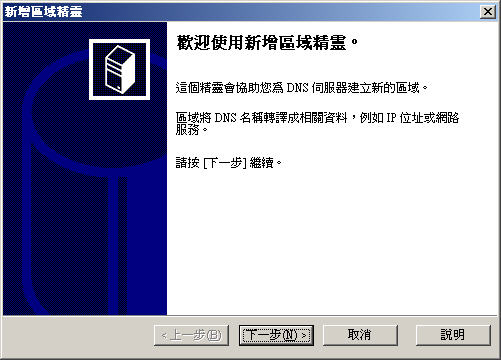 新增區域精靈
歡迎使用新增區域精靈。
這個精靈會協助您為 DNS 伺服器建立新的區域。
區域將 DNS 名稱轉譯成相關資料，例如 IP 位址或網路
服務。
請按 [下一步] 繼續。
< 上一步(B)
下一步(N) >
取消
說明